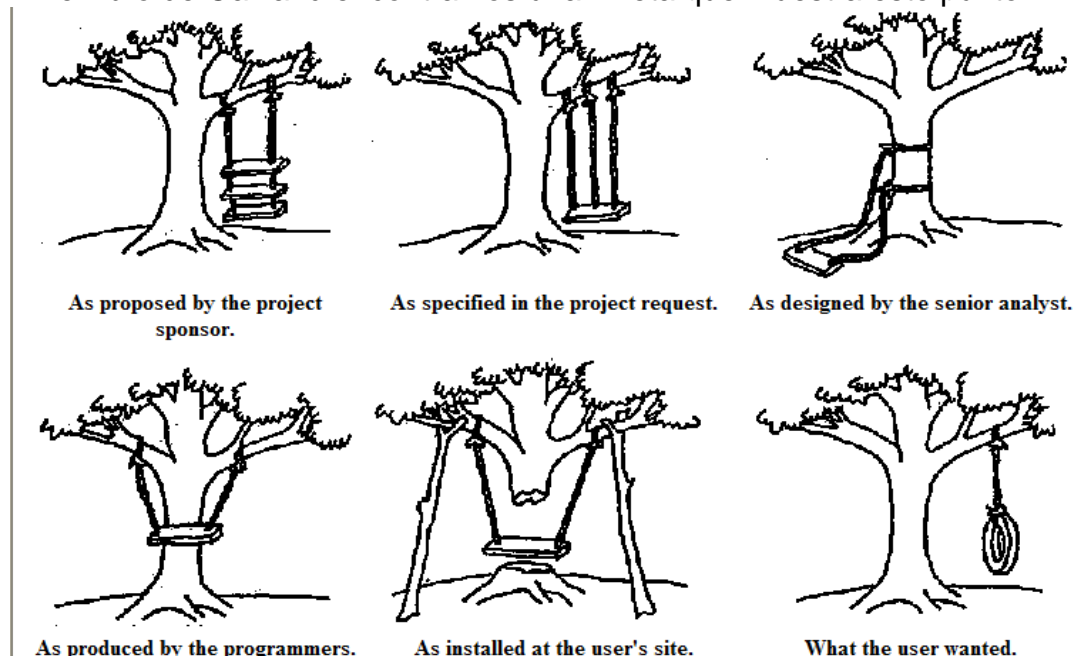 As proposed by the project
sponsor.
As specified in the project request.
As designed by the senior analyst.
As produced by the programmers.
As installed at the user's site.
What the user wanted.